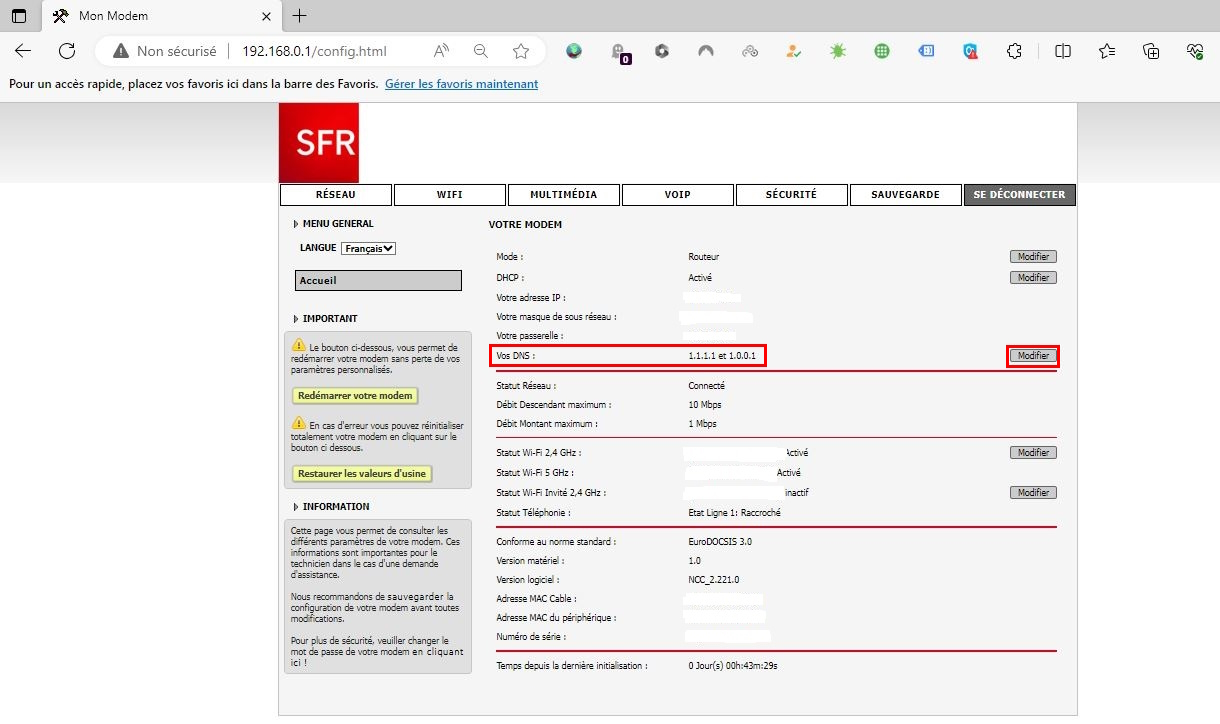 Mon Modem
Non sécurisé 192.168.0.1/config.html
0
Pour un accès rapide, placez vos favoris ici dans la barre des Favoris. Gérer les favoris maintenant
SFR
RÉSEAU WIFI MULTIMÉDIA VOIP SÉCURITÉ SAUVEGARDE SE DÉCONNECTER
MENU GENERAL
LANGUE Français
Accueil
IMPORTANT
Le bouton ci-dessous, vous permet de
redémarrer votre modem sans perte de vos
paramètres personnalisés.
Redémarrer votre modem
En cas d'erreur vous pouvez réinitialiser
totalement votre modem en cliquant sur le
bouton ci dessous.
Restaurer les valeurs d'usine
INFORMATION
Cette page vous permet de consulter les
différents paramètres de votre modem. Ces
informations sont importantes pour le
technicien dans le cas d'une demande
d'assistance.
Nous recommandons de sauvegarder la
configuration de votre modem avant toutes
modifications.
Pour plus de sécurité, veuiller changer le
mot de passe de votre modem en cliquant
ici !
VOTRE MODEM
Mode : Routeur Modifier
DHCP : Activé Modifier
Votre adresse IP :
Votre masque de sous réseau :
Votre passerelle :
Vos DNS : 1.1.1.1 et 1.0.0.1 Modifier
Statut Réseau : Connecté
Débit Descendant maximum : 10 Mbps
Débit Montant maximum : 1 Mbps
Statut Wi-Fi 2,4 GHz : Activé Modifier
Statut Wi-Fi 5 GHz : Activé
Statut Wi-Fi Invité 2,4 GHz : inactif Modifier
Statut Téléphonie : Etat Ligne 1: Raccroché
Conforme au norme standard : EuroDOCSIS 3.0
Version matériel : 1.0
Version logiciel : NCC_2.221.0
Adresse MAC Cable :
Adresse MAC du périphérique :
Numéro de série :
Temps depuis la dernière initialisation : 0 Jour(s) 00h:43m:29s